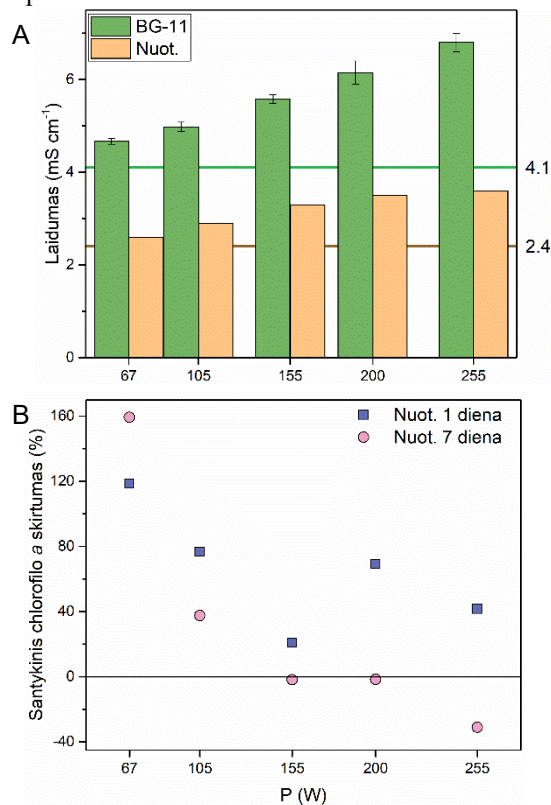 A
BG-11
Nuot.
Laidumas (mS cm⁻¹)
6
4
2
0
4.1
2.4
67 105 155 200 255
B
Nuot. 1 diena
Nuot. 7 diena
Santykinis chlorofilo a skirtumas (%)
160
120
80
40
0
-40
67 105 155 200 255
P (W)